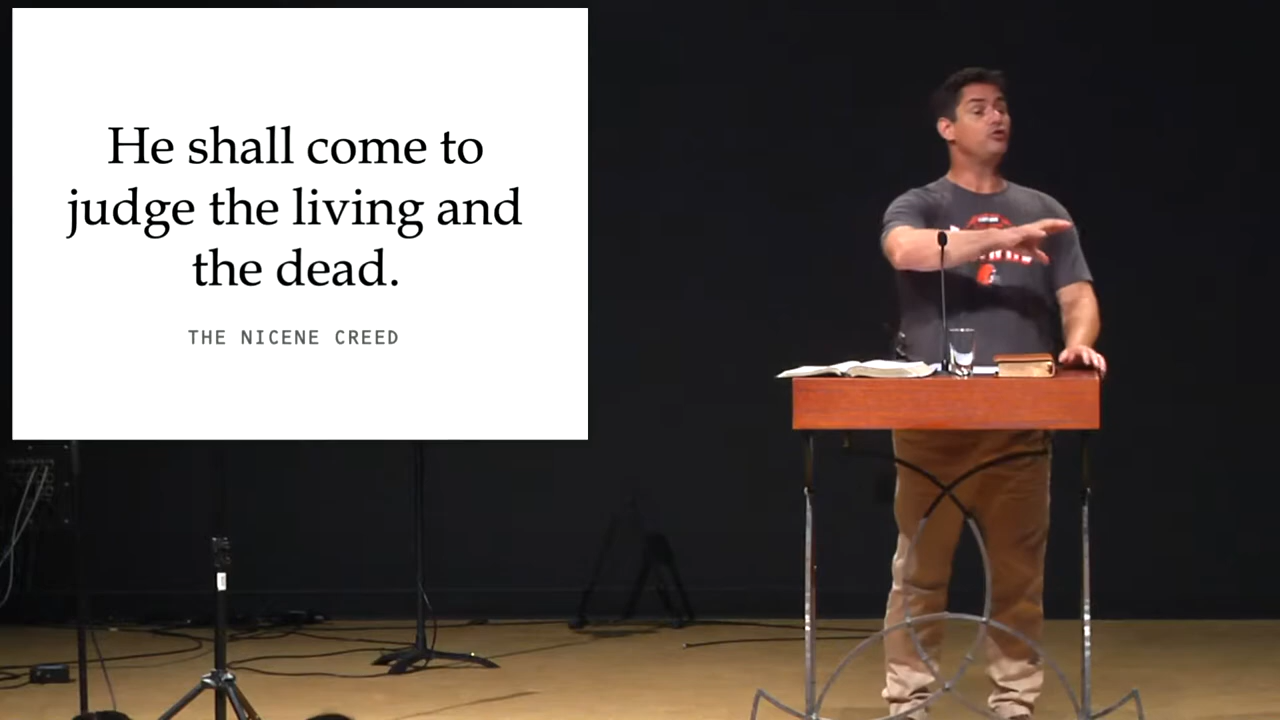 He shall come to
judge the living and
the dead.
THE NICENE CREED